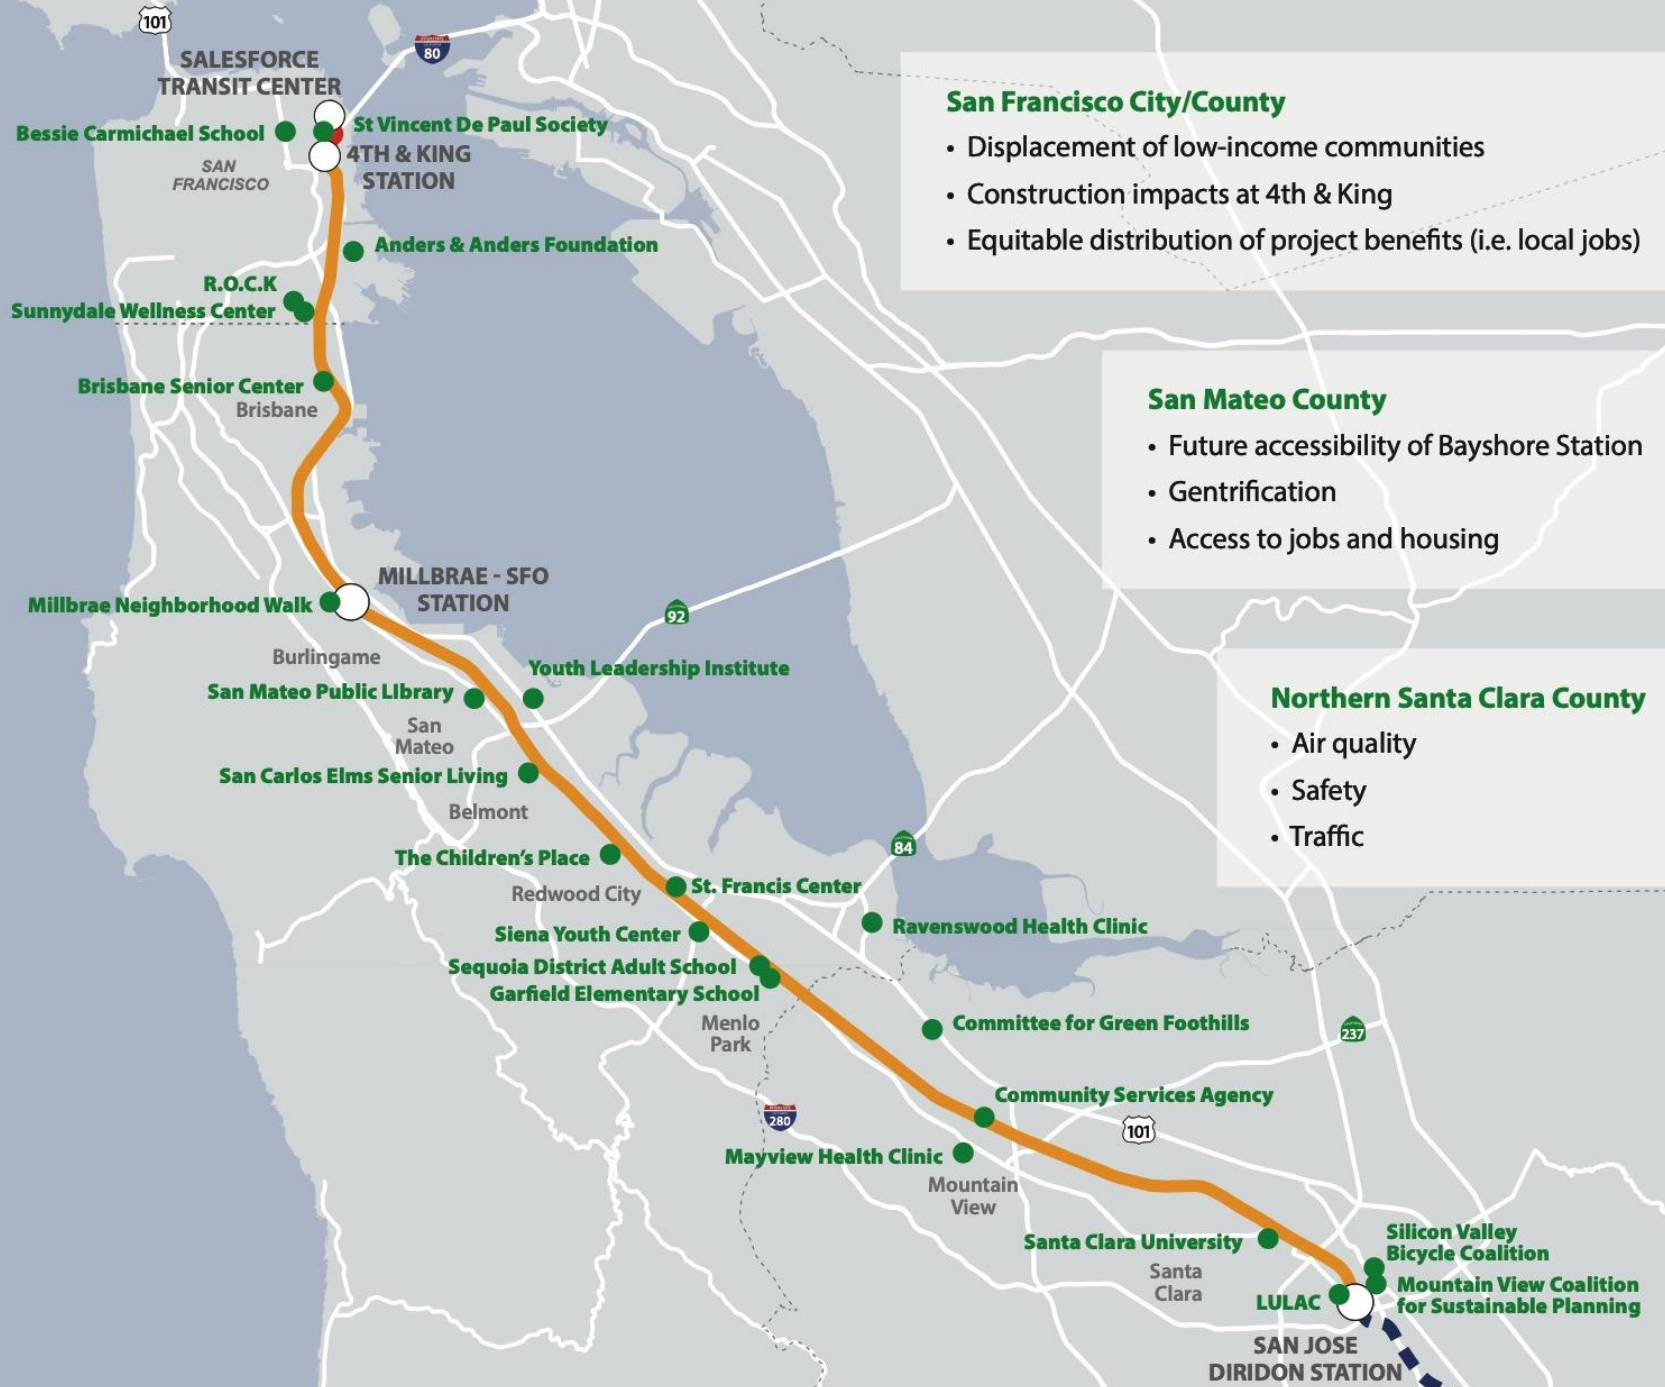 101
SALESFORCE
TRANSIT CENTER
80
Bessie Carmichael School
St Vincent De Paul Society
4TH & KING
STATION
SAN
FRANCISCO
Anders & Anders Foundation
R.O.C.K
Sunnydale Wellness Center
Brisbane Senior Center
Brisbane
MILLBRAE - SFO
STATION
Millbrae Neighborhood Walk
92
Burlingame
Youth Leadership Institute
San Mateo Public LIbrary
San
Mateo
San Carlos Elms Senior Living
Belmont
84
The Children's Place
Redwood City
St. Francis Center
Ravenswood Health Clinic
Siena Youth Center
Sequoia District Adult School
Garfield Elementary School
Menlo
Park
Committee for Green Foothills
237
Community Services Agency
280
101
Mayview Health Clinic
Mountain
View
Santa Clara University
Santa
Clara
Silicon Valley
Bicycle Coalition
Mountain View Coalition
for Sustainable Planning
LULAC
SAN JOSE
DIRIDON STATION
San Francisco City/County
• Displacement of low-income communities
• Construction impacts at 4th & King
• Equitable distribution of project benefits (i.e. local jobs)
San Mateo County
• Future accessibility of Bayshore Station
• Gentrification
• Access to jobs and housing
Northern Santa Clara County
• Air quality
• Safety
• Traffic